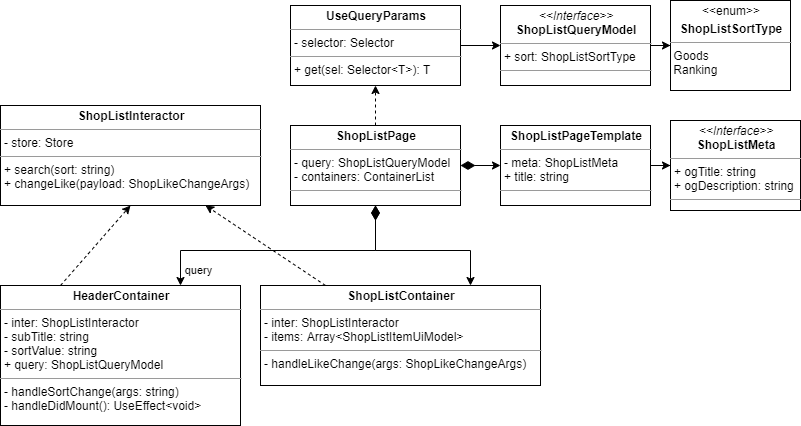 UseQueryParams
- selector: Selector
+ get(sel: Selector<T>): T
<<Interface>>
ShopListQueryModel
+ sort: ShopListSortType
<<enum>>
ShopListSortType
Goods
Ranking
ShopListInteractor
- store: Store
+ search(sort: string)
+ changeLike(payload: ShopLikeChangeArgs)
ShopListPage
- query: ShopListQueryModel
- containers: ContainerList
ShopListPageTemplate
- meta: ShopListMeta
+ title: string
<<Interface>>
ShopListMeta
+ ogTitle: string
+ ogDescription: string
query
HeaderContainer
- inter: ShopListInteractor
- subTitle: string
- sortValue: string
+ query: ShopListQueryModel
- handleSortChange(args: string)
- handleDidMount(): UseEffect<void>
ShopListContainer
- inter: ShopListInteractor
- items: Array<ShopListItemUiModel>
- handleLikeChange(args: ShopLikeChangeArgs)